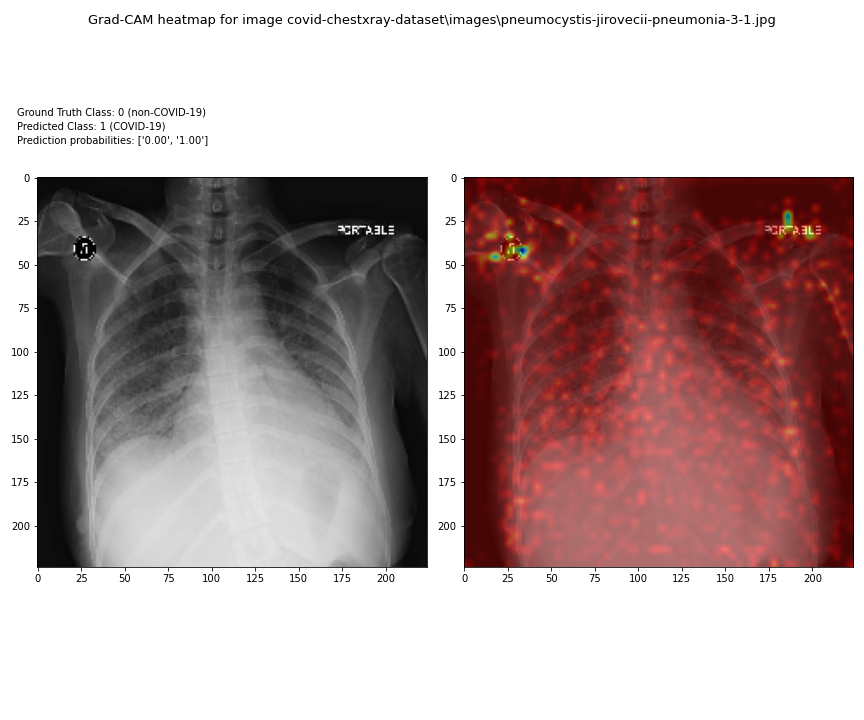 Grad-CAM heatmap for image covid-chestxray-dataset\images\pneumocystis-jirovecii-pneumonia-3-1.jpg
Ground Truth Class: 0 (non-COVID-19)
Predicted Class: 1 (COVID-19)
Prediction probabilities: ['0.00', '1.00']
0
25
50
75
100
125
150
175
200
0 25 50 75 100 125 150 175 200
PORTABLE
0
25
50
75
100
125
150
175
200
0 25 50 75 100 125 150 175 200
PORTABLE